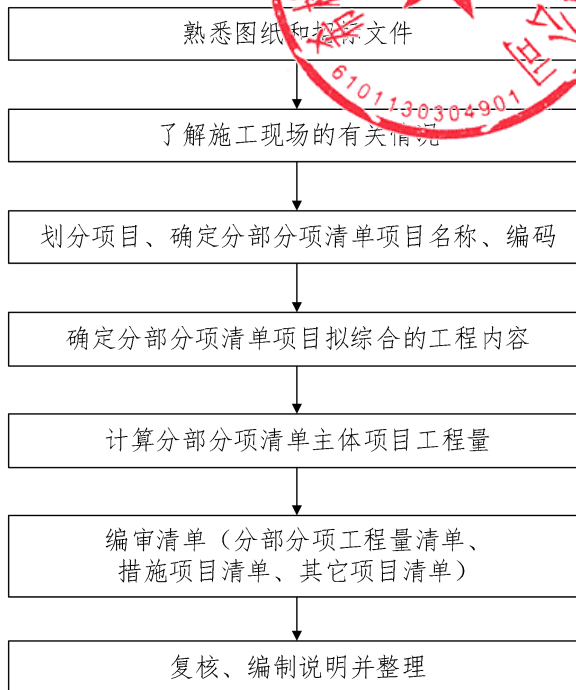 熟悉图纸和招标文件
6101130304901
司
公
了解施工现场的有关情况
划分项目、确定分部分项清单项目名称、编码
确定分部分项清单项目拟综合的工程内容
计算分部分项清单主体项目工程量
编审清单（分部分项工程量清单、
措施项目清单、其它项目清单）
复核、编制说明并整理